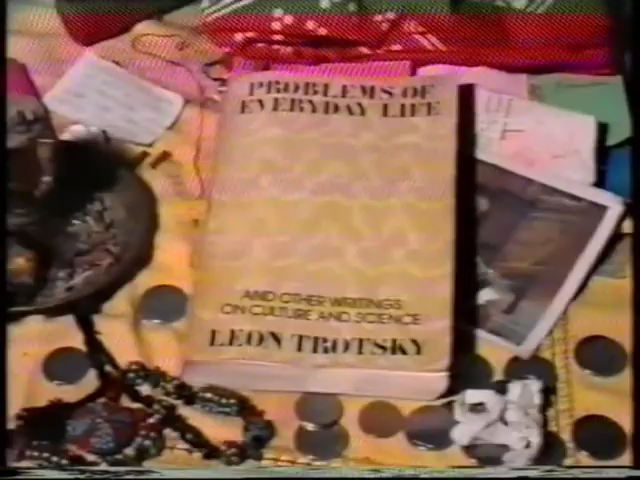 PROBLEMS OF
EVERYDAY LIFE
AND OTHER WRITINGS
ON CULTURE AND SCIENCE
LEON TROTSKY